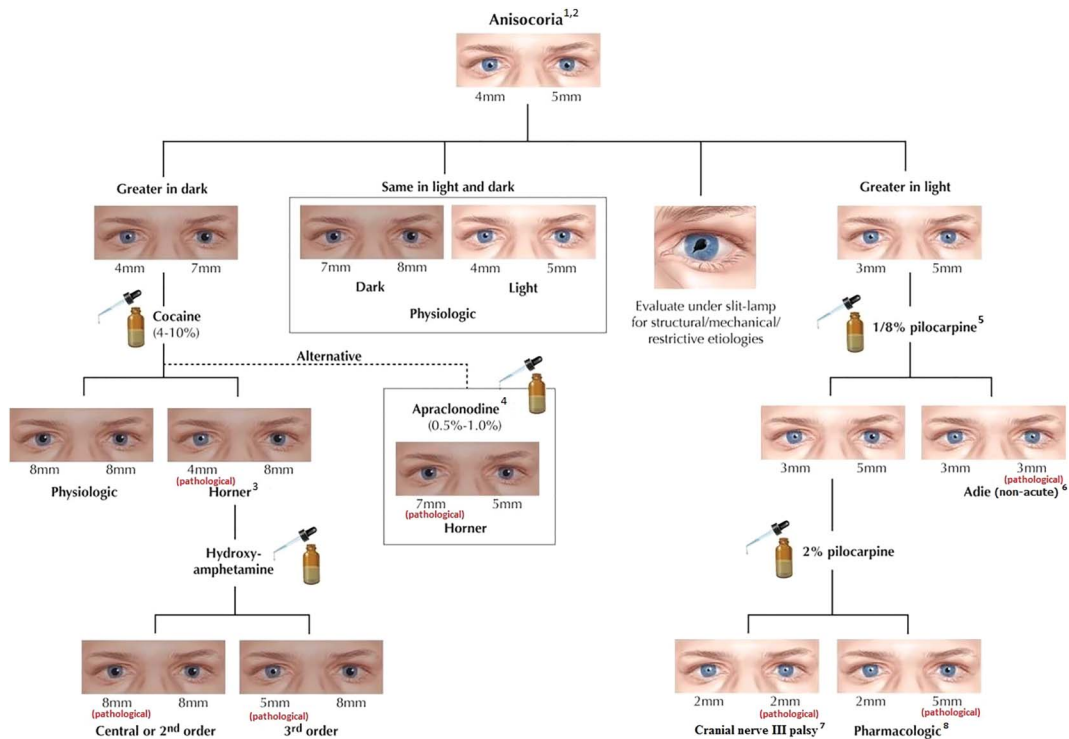 Anisocoria1,2
4mm 5mm
Greater in dark
Same in light and dark
Greater in light
4mm 7mm
7mm 8mm
4mm 5mm
3mm 5mm
Dark
Light
Physiologic
Evaluate under slit-lamp
for structural/mechanical/
restrictive etiologies
Cocaine
(4-10%)
1/8% pilocarpine5
Alternative
Apraclonodine4
(0.5%-1.0%)
8mm 8mm
Physiologic
4mm 8mm
(pathological)
Horner3
7mm 5mm
(pathological)
Horner
3mm 5mm
3mm 3mm
(pathological)
Adie (non-acute)6
Hydroxy-
amphetamine
2% pilocarpine
8mm 8mm
(pathological)
Central or 2nd order
5mm 8mm
(pathological)
3rd order
2mm 2mm
(pathological)
Cranial nerve III palsy7
2mm 5mm
(pathological)
Pharmacologic8